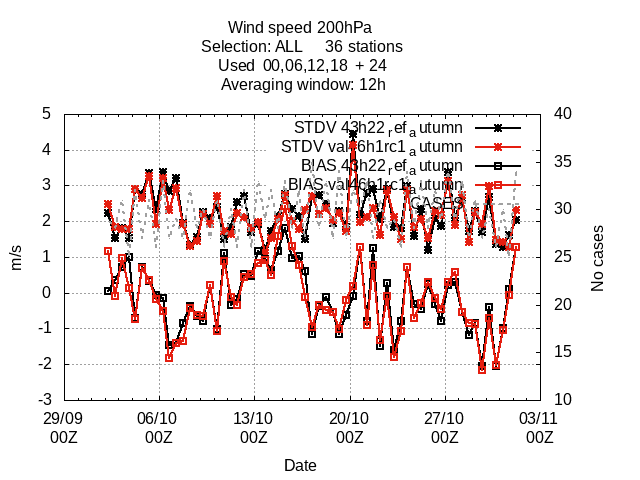 Wind speed 200hPa
Selection: ALL 36 stations
Used 00,06,12,18 + 24
Averaging window: 12h
STDV 43h22_ref_autumn
STDV val46h1rc1_autumn
BIAS 43h22_ref_autumn
BIAS val46h1rc1_autumn
CASES
5
4
3
2
1
0
-1
-2
-3
m/s
40
35
30
25
20
15
10
No cases
29/09 06/10 13/10 20/10 27/10 03/11
00Z 00Z 00Z 00Z 00Z 00Z
Date